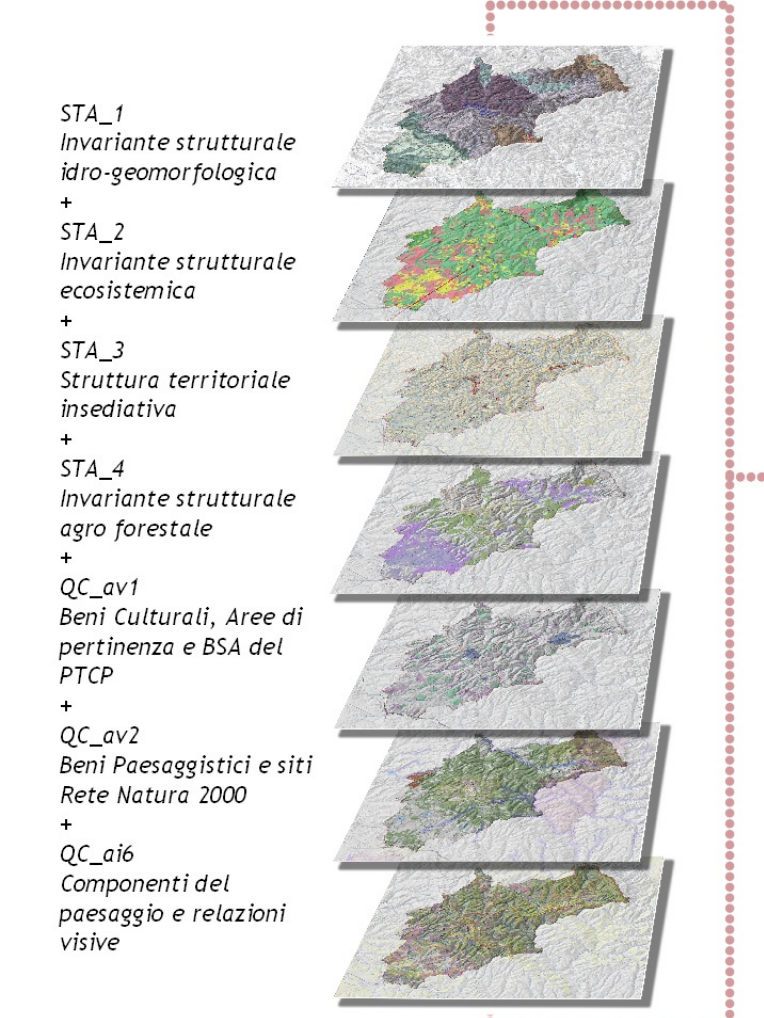 STA_1
Invariante strutturale
idro-geomorfologica
+
STA_2
Invariante strutturale
ecosistemica
+
STA_3
Struttura territoriale
insediativa
+
STA_4
Invariante strutturale
agro forestale
+
QC_av1
Beni Culturali, Aree di
pertinenza e BSA del
PTCP
+
QC_av2
Beni Paesaggistici e siti
Rete Natura 2000
+
QC_ai6
Componenti del
paesaggio e relazioni
visive